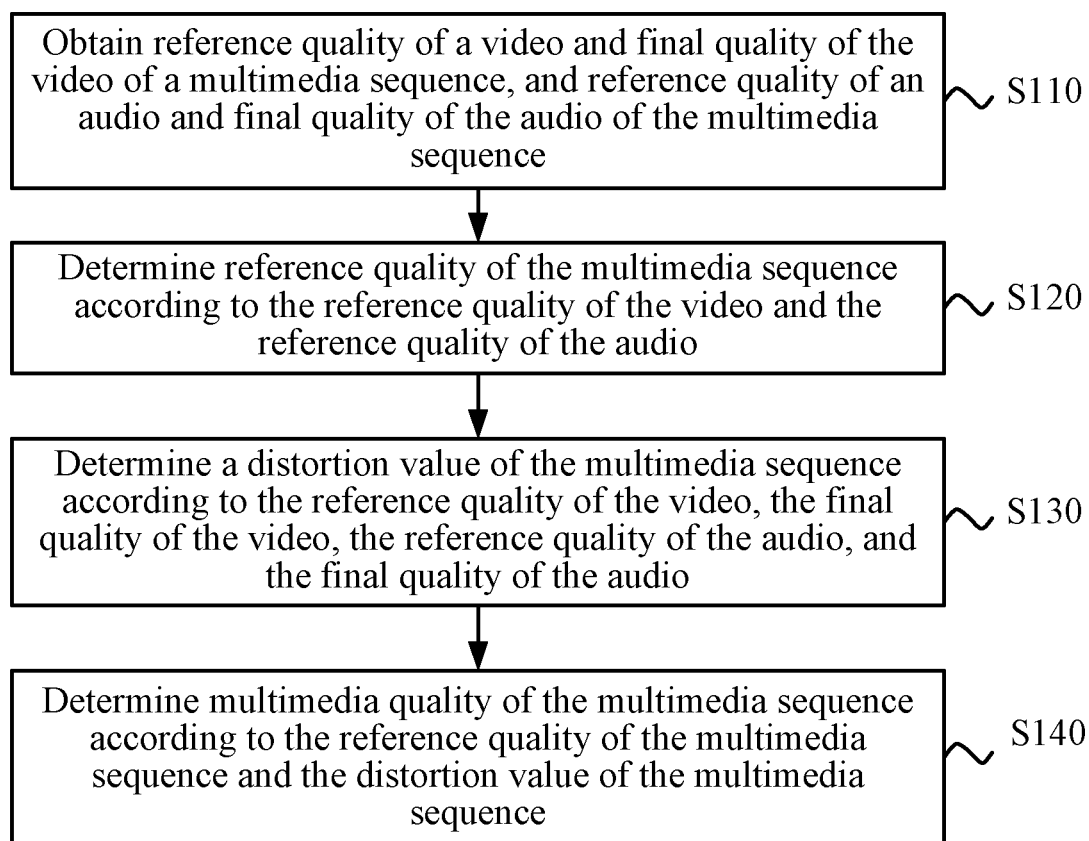 Obtain reference quality of a video and final quality of the
video of a multimedia sequence, and reference quality of an
audio and final quality of the audio of the multimedia
sequence
S110
Determine reference quality of the multimedia sequence
according to the reference quality of the video and the
reference quality of the audio
S120
Determine a distortion value of the multimedia sequence
according to the reference quality of the video, the final
quality of the video, the reference quality of the audio, and
the final quality of the audio
S130
Determine multimedia quality of the multimedia sequence
according to the reference quality of the multimedia
sequence and the distortion value of the multimedia
sequence
S140